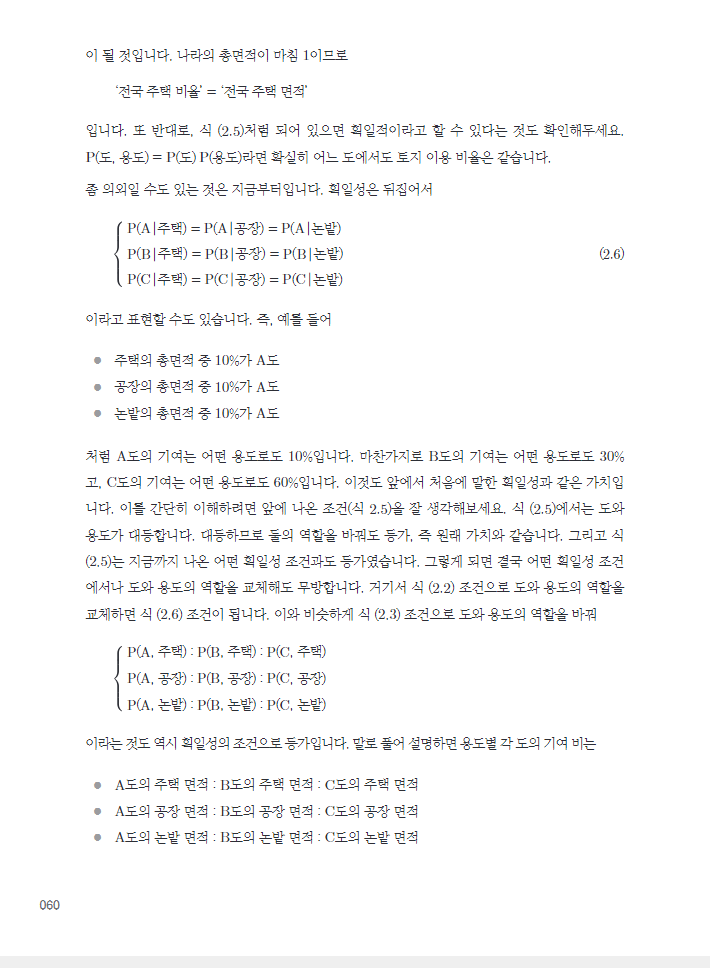 이 될 것입니다. 나라의 총면적이 마침 1이므로
‘전국 주택 비율’ = ‘전국 주택 면적’
입니다. 또 반대로, 식 (2.5)처럼 되어 있으면 획일적이라고 할 수 있다는 것도 확인해두세요.
P(도, 용도) = P(도) P(용도)라면 확실히 어느 도에서도 토지 이용 비율은 같습니다.
좀 의외일 수도 있는 것은 지금부터입니다. 획일성은 뒤집어서
P(A|주택) = P(A|공장) = P(A|논밭)
P(B|주택) = P(B|공장) = P(B|논밭) (2.6)
P(C|주택) = P(C|공장) = P(C|논밭)
이라고 표현할 수도 있습니다. 즉, 예를 들어
● 주택의 총면적 중 10%가 A도
● 공장의 총면적 중 10%가 A도
● 논밭의 총면적 중 10%가 A도
처럼 A도의 기여는 어떤 용도로도 10%입니다. 마찬가지로 B도의 기여는 어떤 용도로도 30%
고, C도의 기여는 어떤 용도로도 60%입니다. 이것도 앞에서 처음에 말한 획일성과 같은 가치입
니다. 이를 간단히 이해하려면 앞에 나온 조건(식 2.5)을 잘 생각해보세요. 식 (2.5)에서는 도와
용도가 대등합니다. 대등하므로 둘의 역할을 바꿔도 등가, 즉 원래 가치와 같습니다. 그리고 식
(2.5)는 지금까지 나온 어떤 획일성 조건과도 등가였습니다. 그렇게 되면 결국 어떤 획일성 조건
에서나 도와 용도의 역할을 교체해도 무방합니다. 거기서 식 (2.2) 조건으로 도와 용도의 역할을
교체하면 식 (2.6) 조건이 됩니다. 이와 비슷하게 식 (2.3) 조건으로 도와 용도의 역할을 바꿔
P(A, 주택) : P(B, 주택) : P(C, 주택)
P(A, 공장) : P(B, 공장) : P(C, 공장)
P(A, 논밭) : P(B, 논밭) : P(C, 논밭)
이라는 것도 역시 획일성의 조건으로 등가입니다. 말로 풀어 설명하면 용도별 각 도의 기여 비는
● A도의 주택 면적 : B도의 주택 면적 : C도의 주택 면적
● A도의 공장 면적 : B도의 공장 면적 : C도의 공장 면적
● A도의 논밭 면적 : B도의 논밭 면적 : C도의 논밭 면적
060